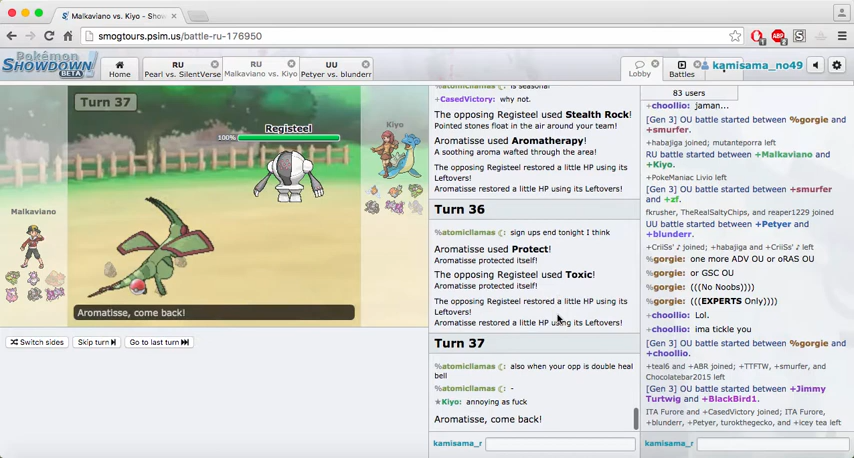 Malkaviano vs. Kiyo - Show
smogtours.psim.us/battle-ru-176950
Pokémon
SHOWDOWN!
BETA
Home
RU
Pearl vs. SilentVerse
RU
Malkaviano vs. Kiyo
UU
Petyer vs. blunderr
Lobby
Battles
kamisama_no49
Turn 37
Registeel
100%
Kiyo
Malkaviano
Aromatisse, come back!
Switch sides
Skip turn
Go to last turn
%atomicllamas ☾: is seasonal
+CasedVictory: why not.
The opposing Registeel used Stealth Rock!
Pointed stones float in the air around your team!
Aromatisse used Aromatherapy!
A soothing aroma wafted through the area!
The opposing Registeel restored a little HP using its
Leftovers!
Aromatisse restored a little HP using its Leftovers!
Turn 36
%atomicllamas ☾: sign ups end tonight I think
Aromatisse used Protect!
Aromatisse protected itself!
The opposing Registeel used Toxic!
Aromatisse protected itself!
The opposing Registeel restored a little HP using its
Leftovers!
Aromatisse restored a little HP using its Leftovers!
Turn 37
%atomicllamas ☾: also when your opp is double heal
bell
%atomicllamas ☾: -
★Kiyo: annoying as fuck
Aromatisse, come back!
kamisama_r
83 users
+choollio: jaman...
[Gen 3] OU battle started between %gorgie and
+smurfer.
+habajiga joined; mutanteporra left
RU battle started between +Malkaviano and
+Kiyo.
+PokeManiac Livio left
[Gen 3] OU battle started between +smurfer
and +zf.
fkrusher, TheRealSaltyChips, and reaper1229 joined
UU battle started between +Petyer and
+blunderr.
+CriiSs' ♪ joined; +habajiga and +CriiSs' ♪ left
%gorgie: one more ADV OU or oRAS OU
%gorgie: or GSC OU
%gorgie: (((No Noobs))))
%gorgie: (((EXPERTS Only))))
+choollio: Lol.
+choollio: ima tickle you
[Gen 3] OU battle started between %gorgie and
+choollio.
+teal6 and +ABR joined; +TTFTW, +smurfer, and
Chocolatebar2015 left
[Gen 3] OU battle started between +Jimmy
Turtwig and +BlackBird1.
ITA Furore and +CasedVictory joined; ITA Furore,
+blunderr, +Petyer, turokthegecko, and +icey tea left
kamisama_r